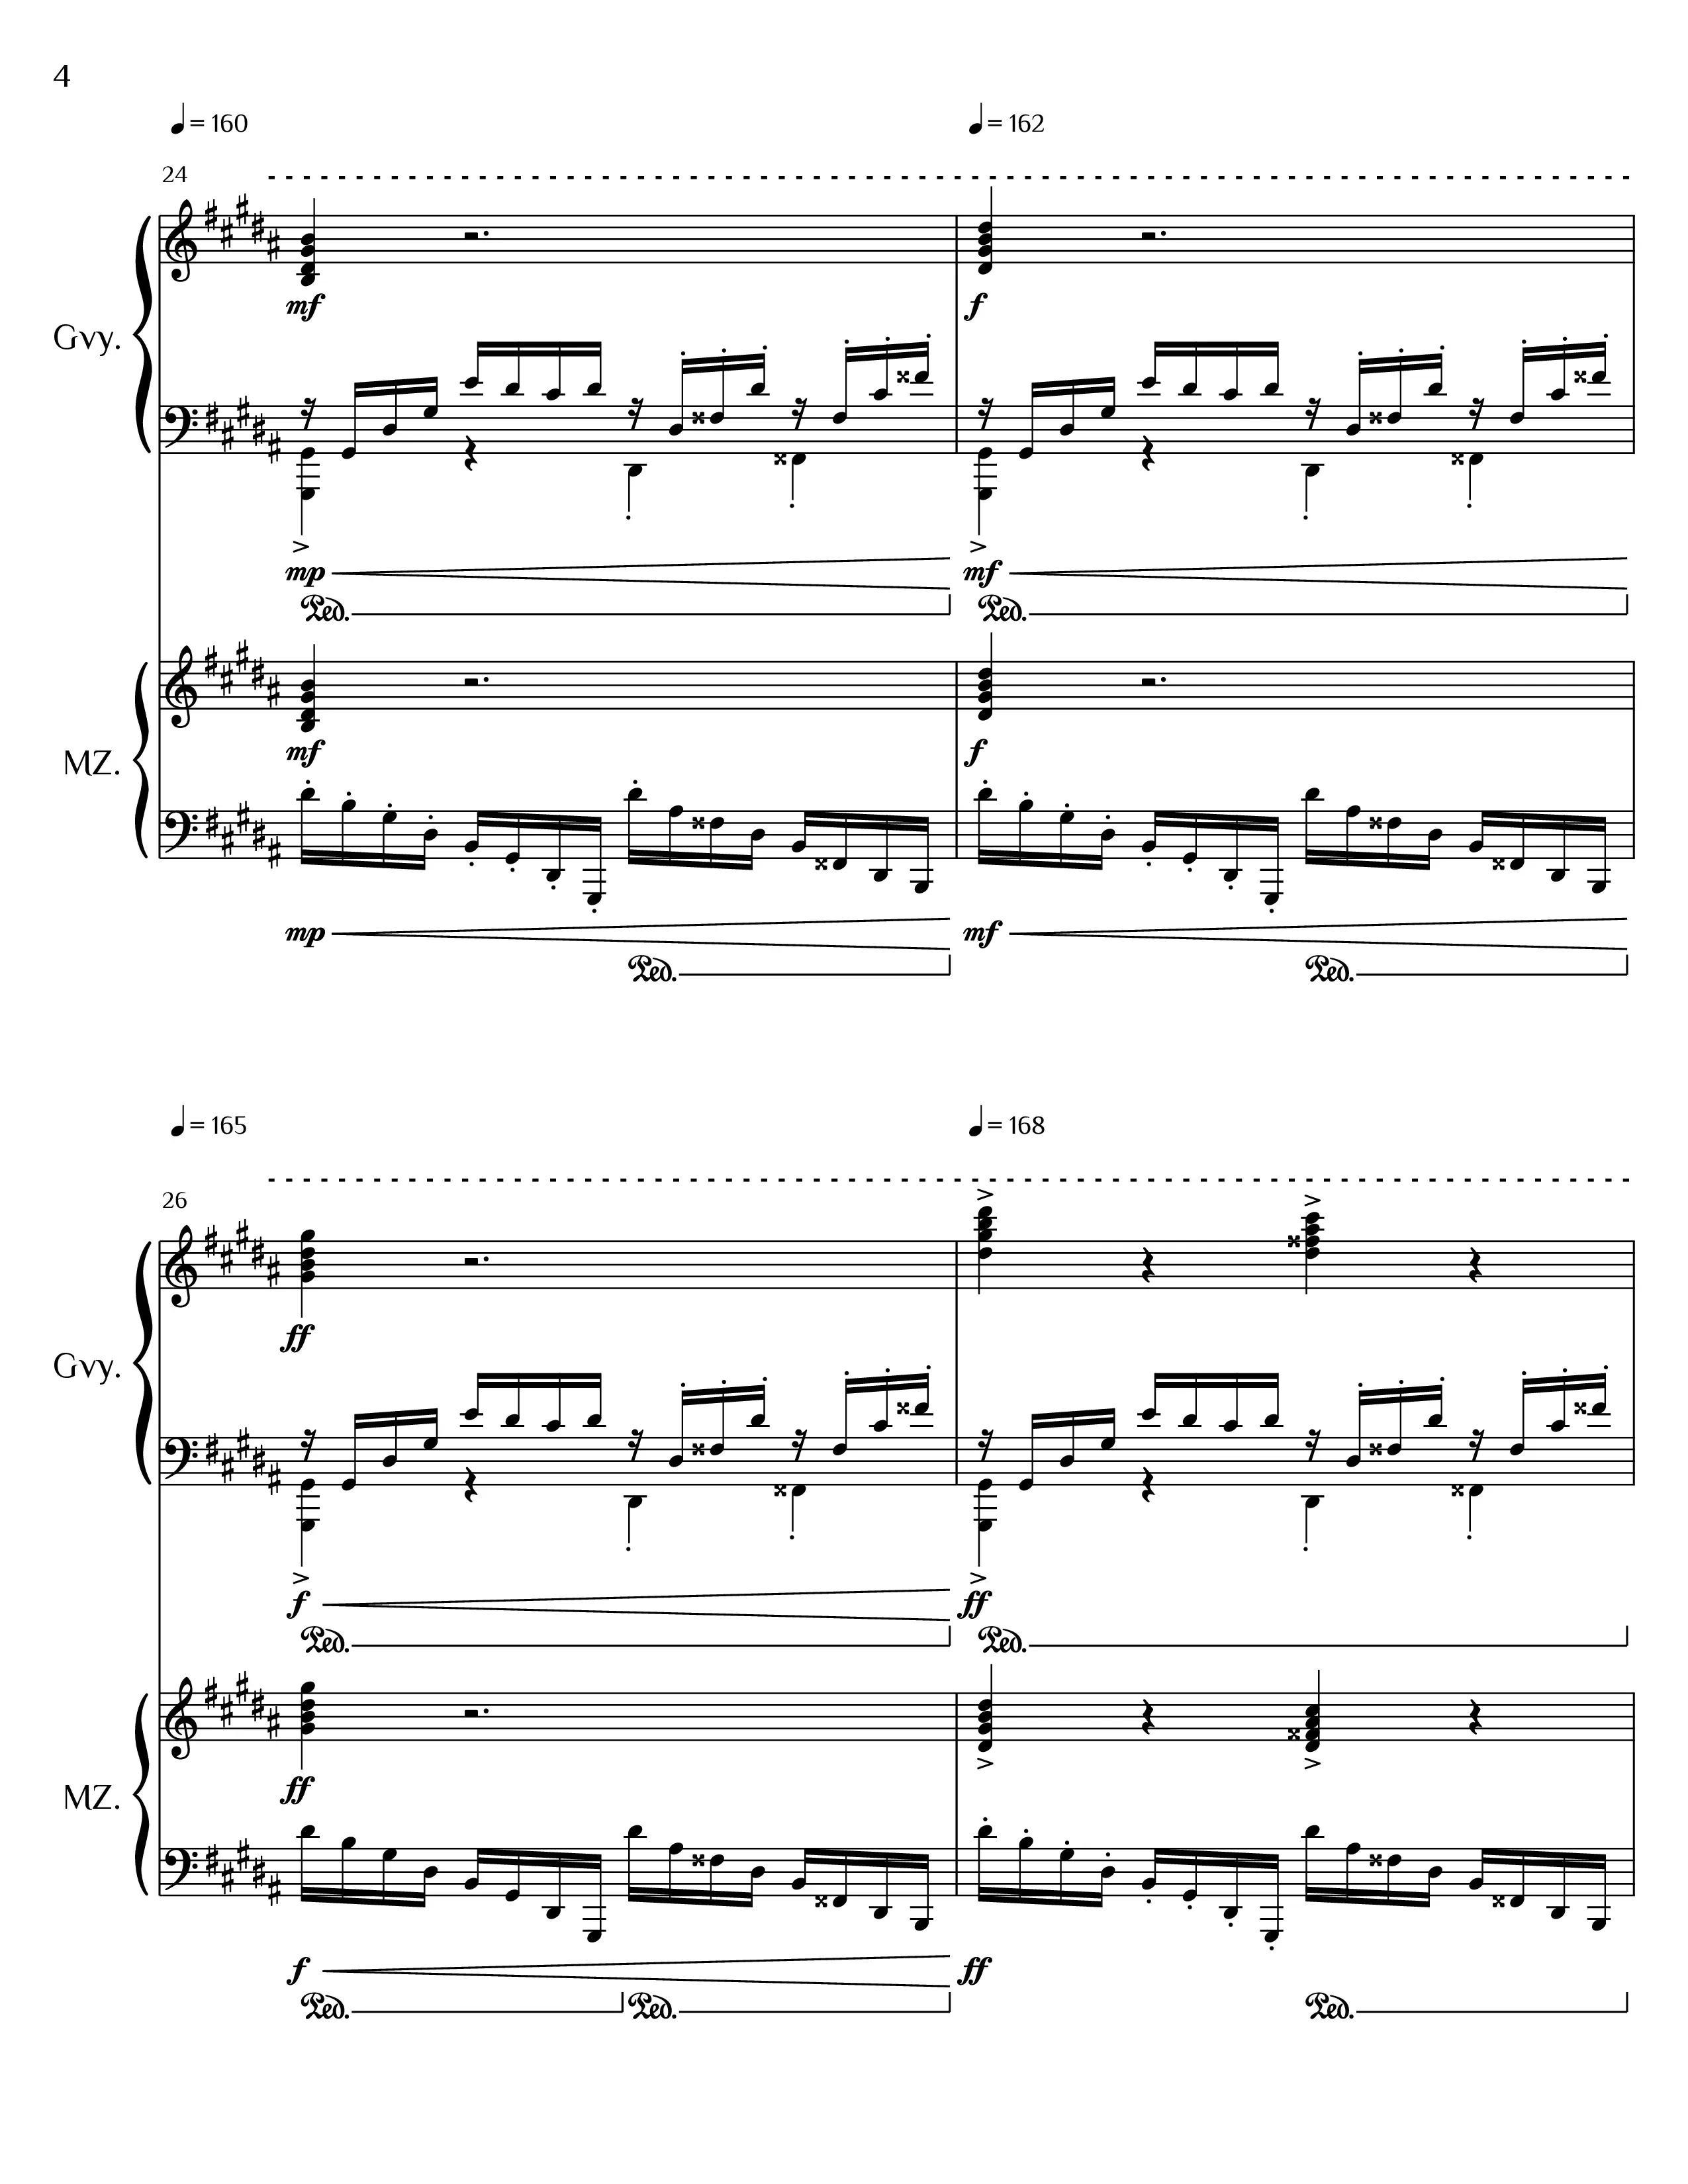 4
= 160
= 162
24
mf
f
Gvy.
mp
mf
Ped.
Ped.
mf
f
MZ.
mp
mf
Ped.
Ped.
= 165
= 168
26
ff
Gvy.
f
ff
Ped.
Ped.
ff
MZ.
f
ff
Ped.
Ped.
Ped.